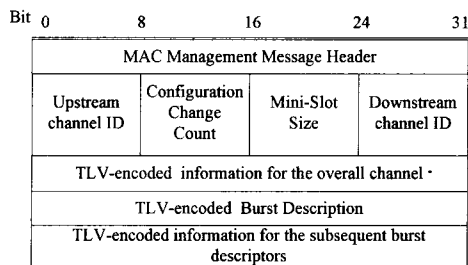 Bit 0 8 16 24 31
MAC Management Message Header
Upstream channel ID
Configuration Change Count
Mini-Slot Size
Downstream channel ID
TLV-encoded information for the overall channel
TLV-encoded Burst Description
TLV-encoded information for the subsequent burst
descriptors